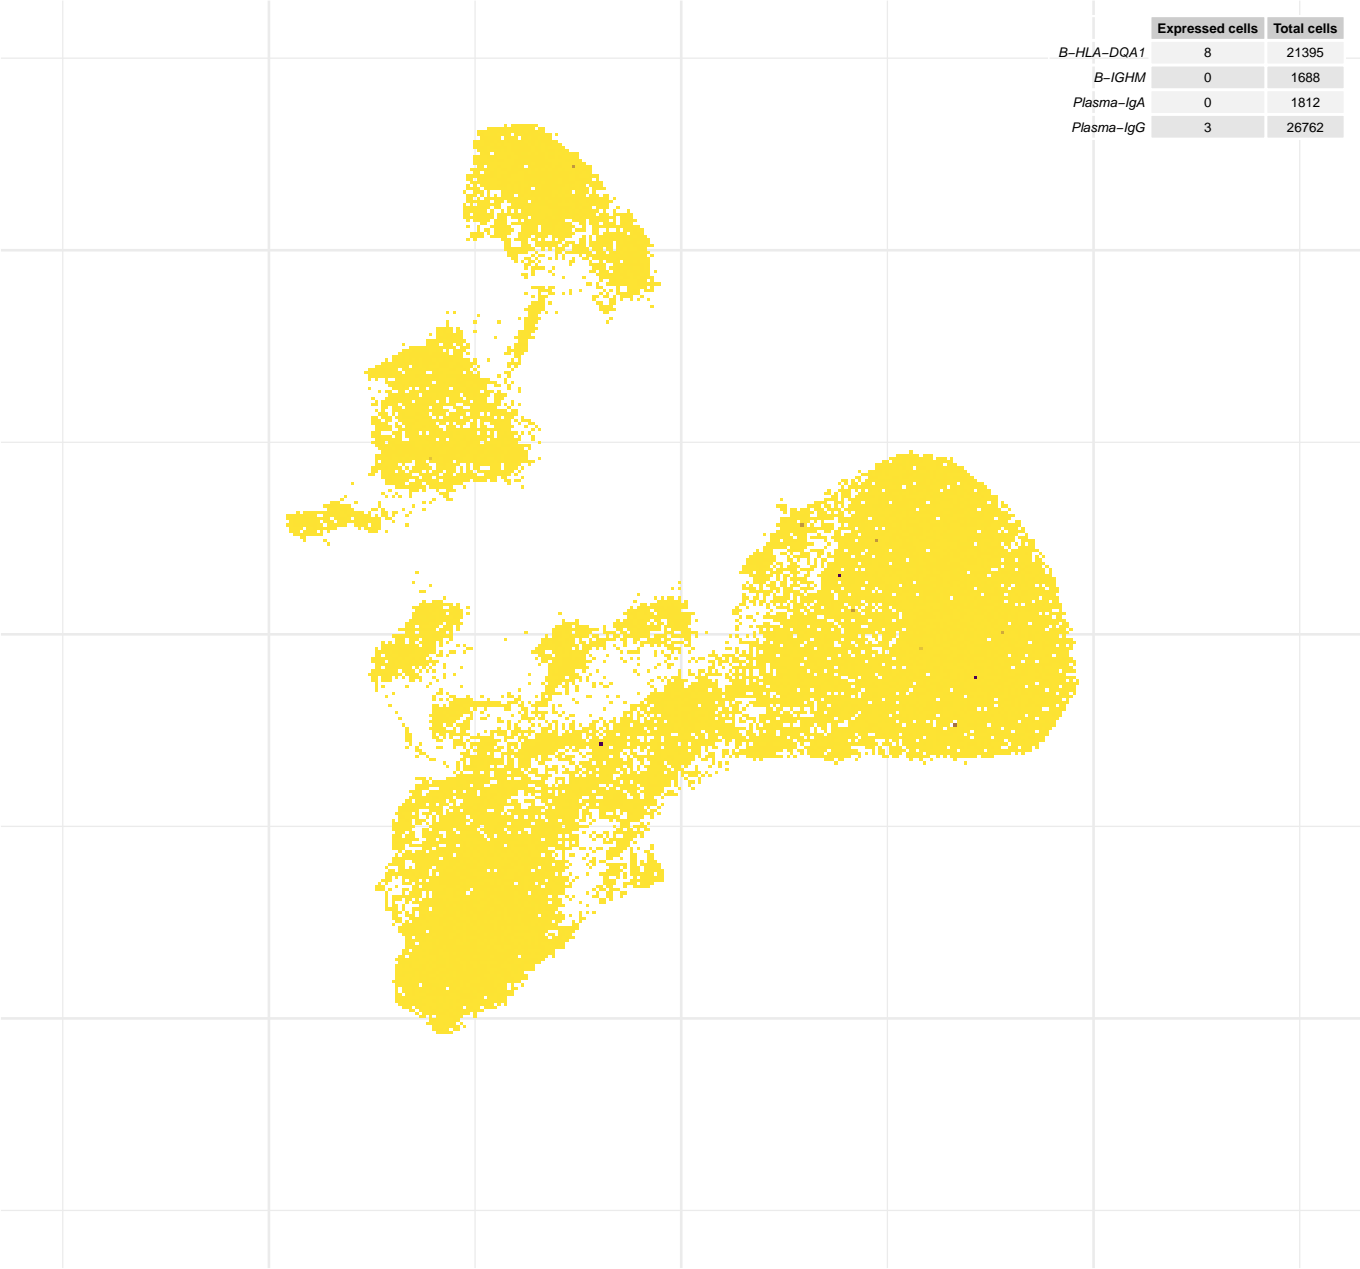 Expressed cells Total cells
B−HLA−DQA1 8 21395
B−IGHM 0 1688
Plasma−IgA 0 1812
Plasma−IgG 3 26762